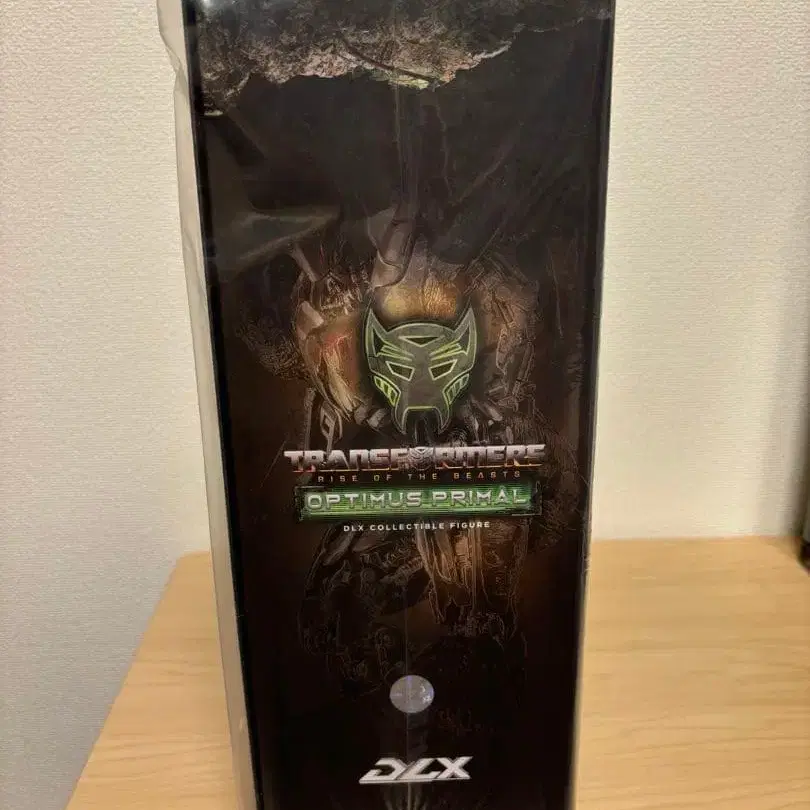 TRANSFORMERS
RISE OF THE BEASTS
OPTIMUS PRIMAL
DLX COLLECTIBLE FIGURE
DLX